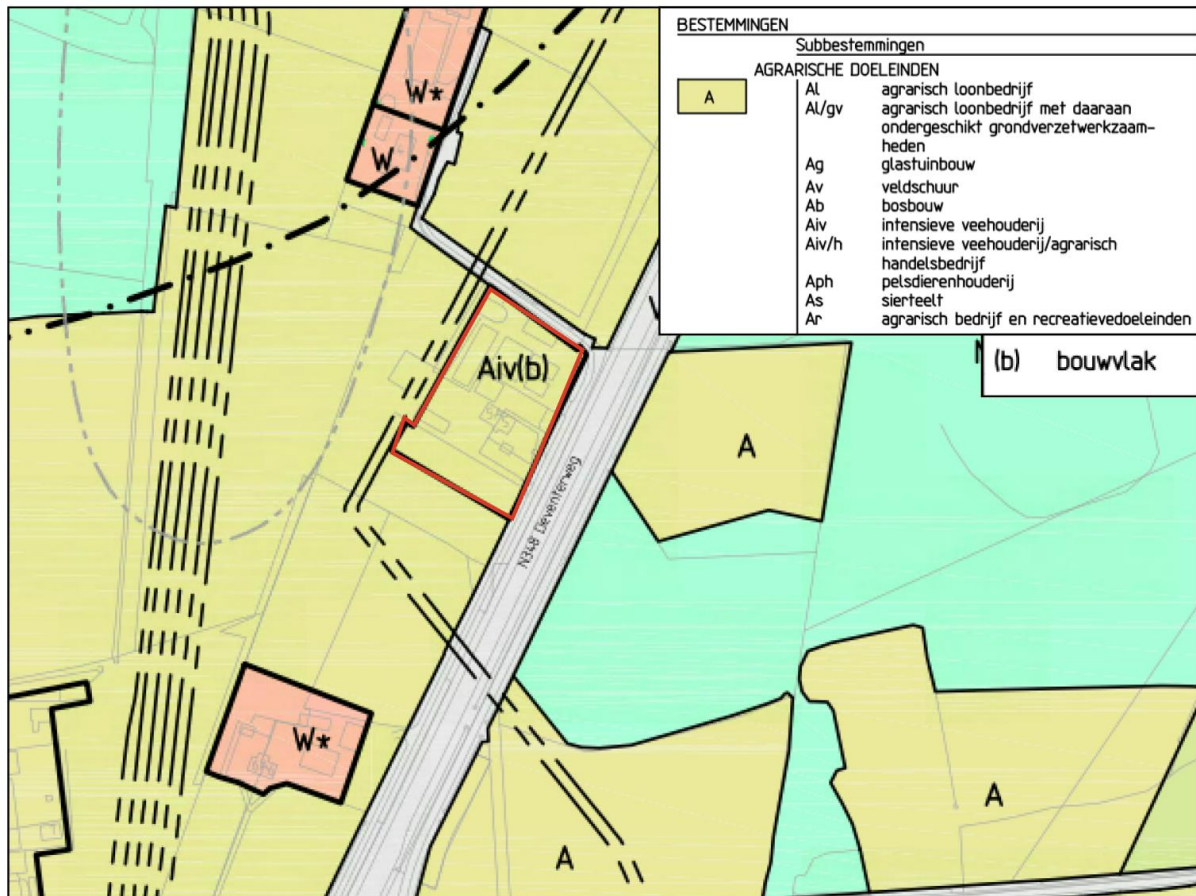 BESTEMMINGEN
Subbestemmingen
AGRARISCHE DOELEINDEN
A
Al agrarisch loonbedrijf
Al/gv agrarisch loonbedrijf met daaraan
ondergeschikt grondverzetwerkzaam-
heden
Ag glastuinbouw
Av veldschuur
Ab bosbouw
Aiv intensieve veehouderij
Aiv/h intensieve veehouderij/agrarisch
handelsbedrijf
Aph pelsdierenhouderij
As sierteelt
Ar agrarisch bedrijf en recreatievedoeleinden
(b) bouwvlak
W*
W
Aiv(b)
A
N348 Deventerweg
W*
A
A